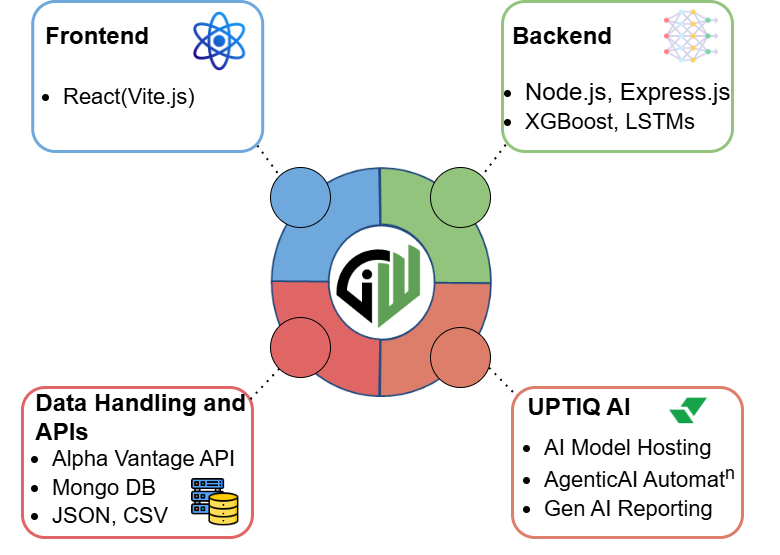 Frontend
React(Vite.js)
Backend
Node.js, Express.js
XGBoost, LSTMs
Data Handling and
APIs
Alpha Vantage API
Mongo DB
JSON, CSV
UPTIQ AI
AI Model Hosting
AgenticAI Automatⁿ
Gen AI Reporting